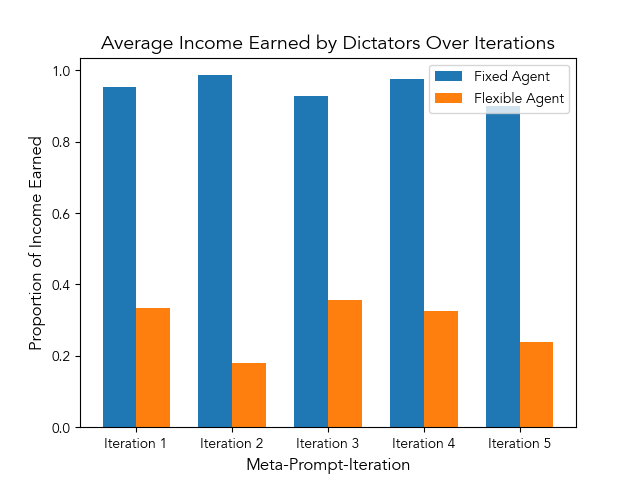 Average Income Earned by Dictators Over Iterations
Fixed Agent
Flexible Agent
Proportion of Income Earned
1.0
0.8
0.6
0.4
0.2
0.0
Iteration 1 Iteration 2 Iteration 3 Iteration 4 Iteration 5
Meta-Prompt-Iteration